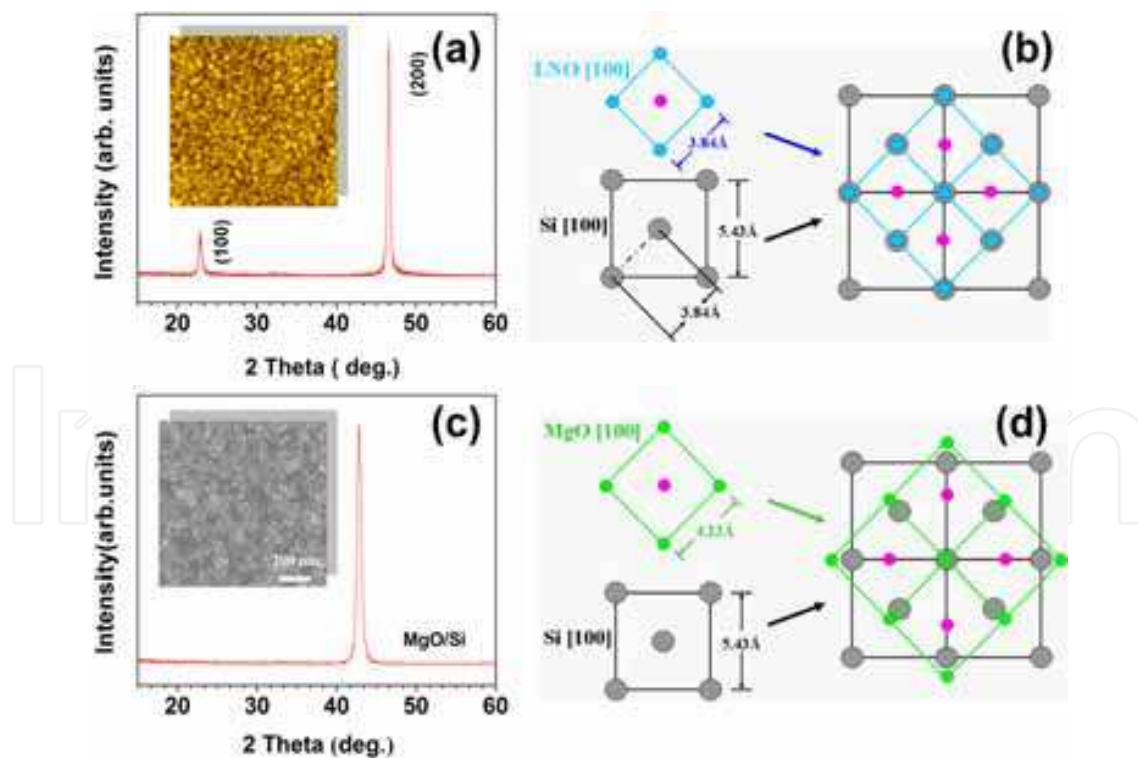 (a)
(200)
(100)
Intensity (arb. units)
20 30 40 50 60
2 Theta ( deg.)
(b)
LNO [100]
3.84Å
Si [100]
5.43Å
3.84Å
(c)
Intensity(arb.units)
MgO/Si
20 30 40 50 60
2 Theta (deg.)
(d)
MgO [100]
Si [100]
5.43Å